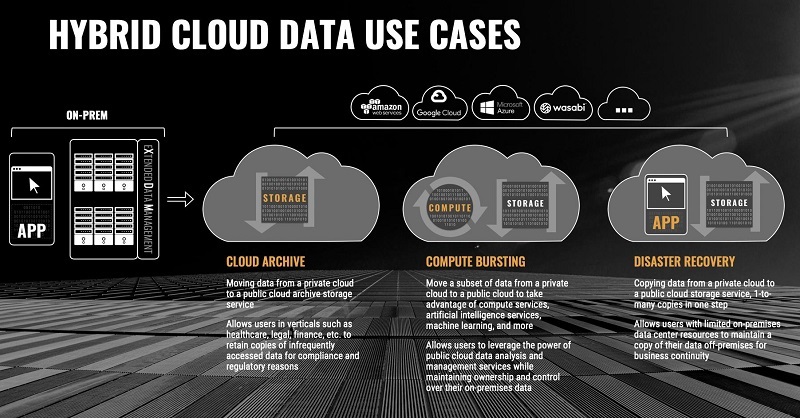 HYBRID CLOUD DATA USE CASES
ON-PREM
amazon
web services
Google Cloud
Microsoft
Azure
wasabi
APP
EXTENDED DATA MANAGEMENT
STORAGE
COMPUTE
STORAGE
APP
STORAGE
CLOUD ARCHIVE
Moving data from a private cloud
to a public cloud archive storage
service
Allows users in verticals such as
healthcare, legal, finance, etc. to
retain copies of infrequently
accessed data for compliance and
regulatory reasons
COMPUTE BURSTING
Move a subset of data from a private
cloud to a public cloud to take
advantage of compute services,
artificial intelligence services,
machine learning, and more
Allows users to leverage the power of
public cloud data analysis and
management services while
maintaining ownership and control
over their on-premises data
DISASTER RECOVERY
Copying data from a private cloud to
a public cloud storage service, 1-to-
many copies in one step
Allows users with limited on-premises
data center resources to maintain a
copy of their data off-premises for
business continuity